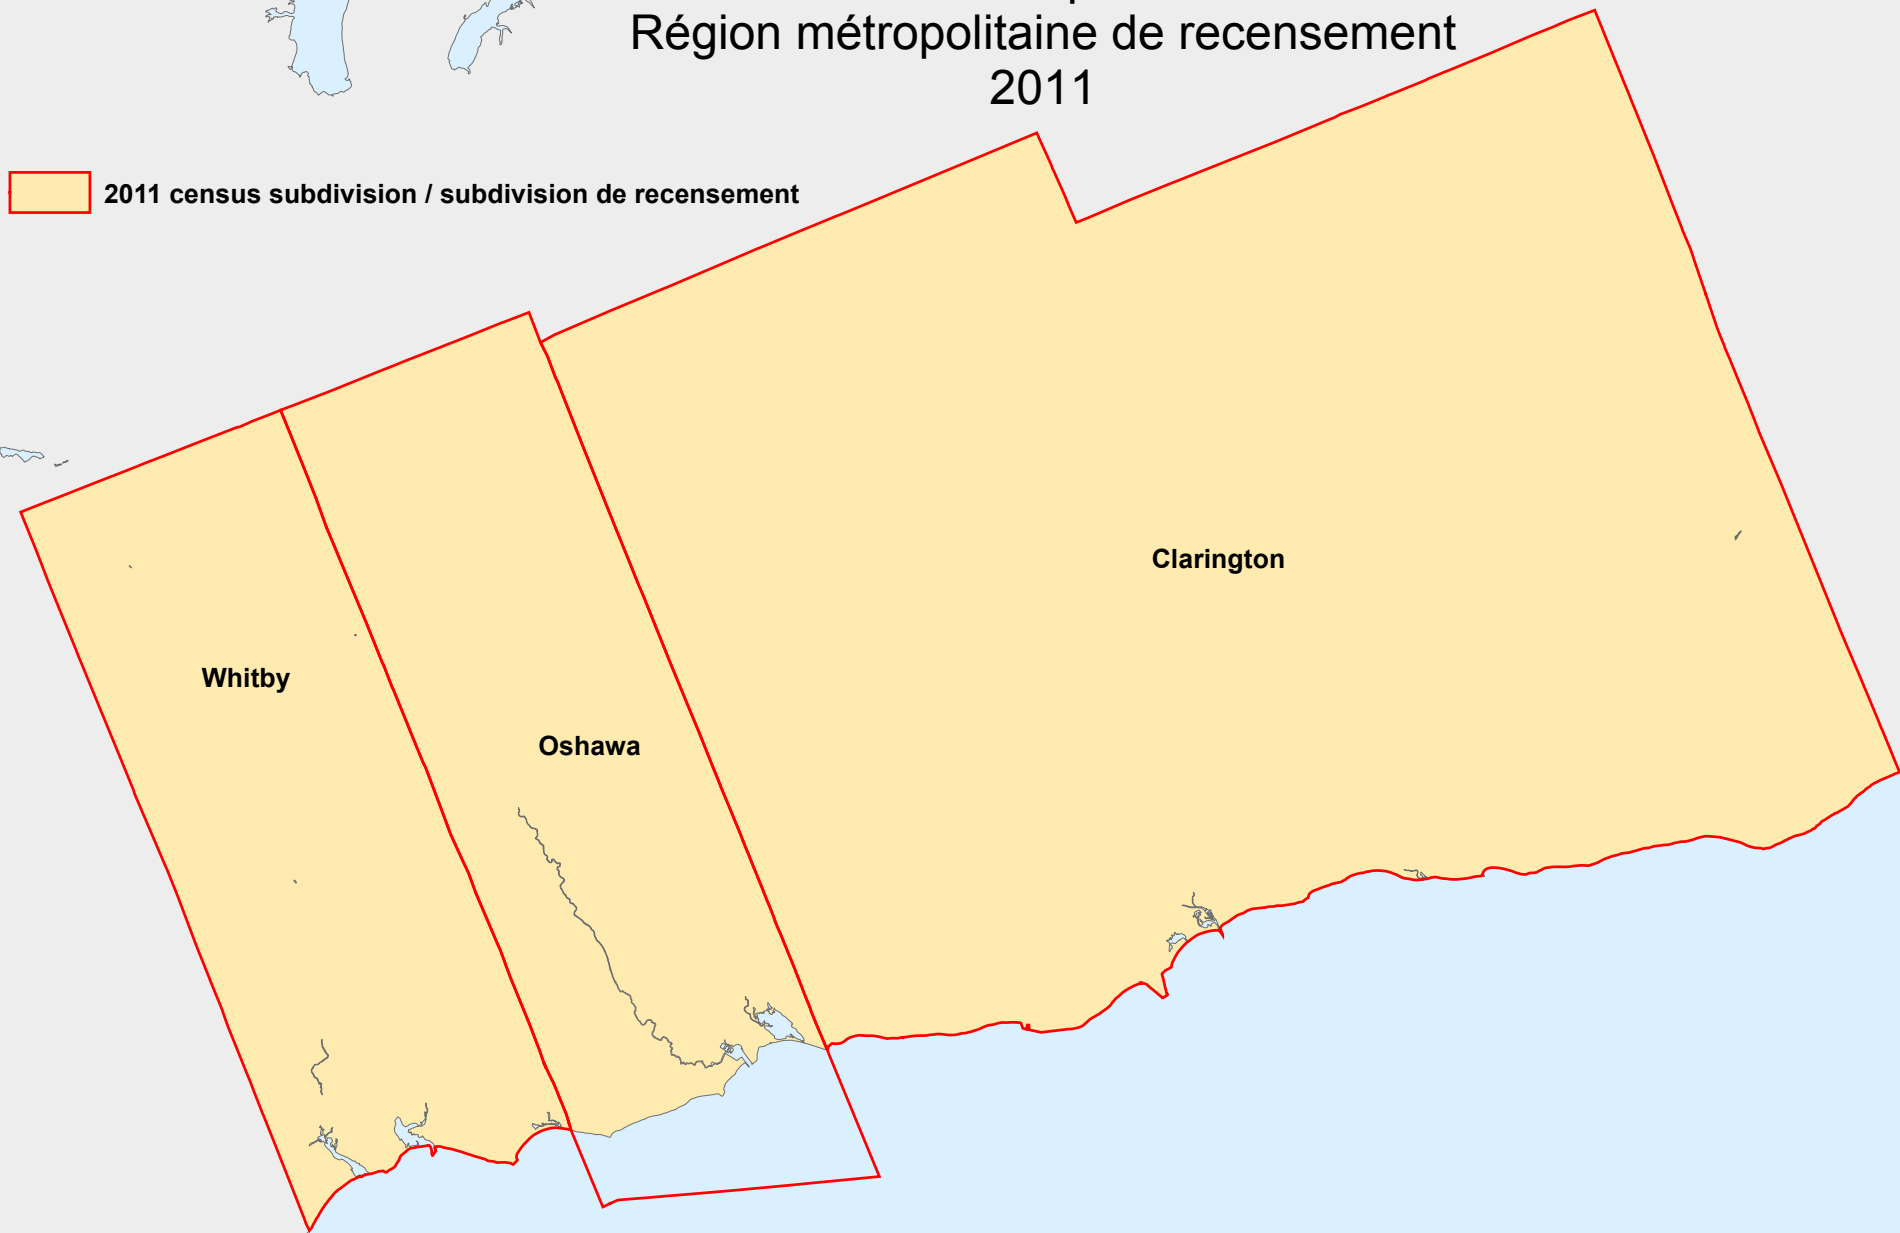 Région métropolitaine de recensement
2011
2011 census subdivision / subdivision de recensement
Clarington
Whitby
Oshawa